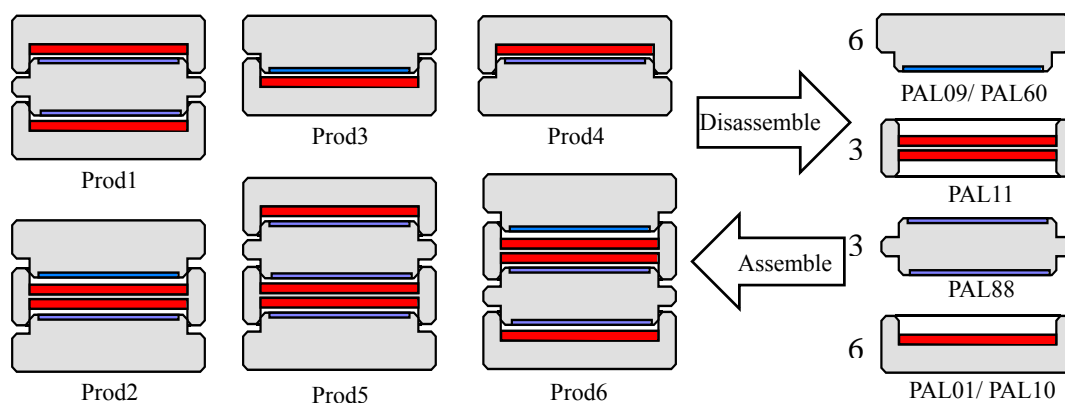 Prod1
Prod3
Prod4
Prod2
Prod5
Prod6
Disassemble
Assemble
6
PAL09/ PAL60
3
PAL11
3
PAL88
6
PAL01/ PAL10